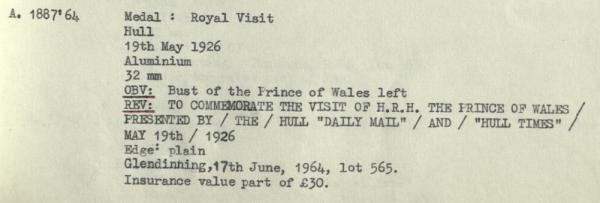 A. 1887'64 Medal : Royal Visit
Hull
19th May 1926
Aluminium
32 mm
OBV: Bust of the Prince of Wales left
REV: TO COMMEMORATE THE VISIT OF H.R.H. THE PRINCE OF WALES /
PRESENTED BY / THE / HULL "DAILY MAIL" / AND / "HULL TIMES" /
MAY 19th / 1926
Edge: plain
Glendinning,17th June, 1964, lot 565.
Insurance value part of £30.